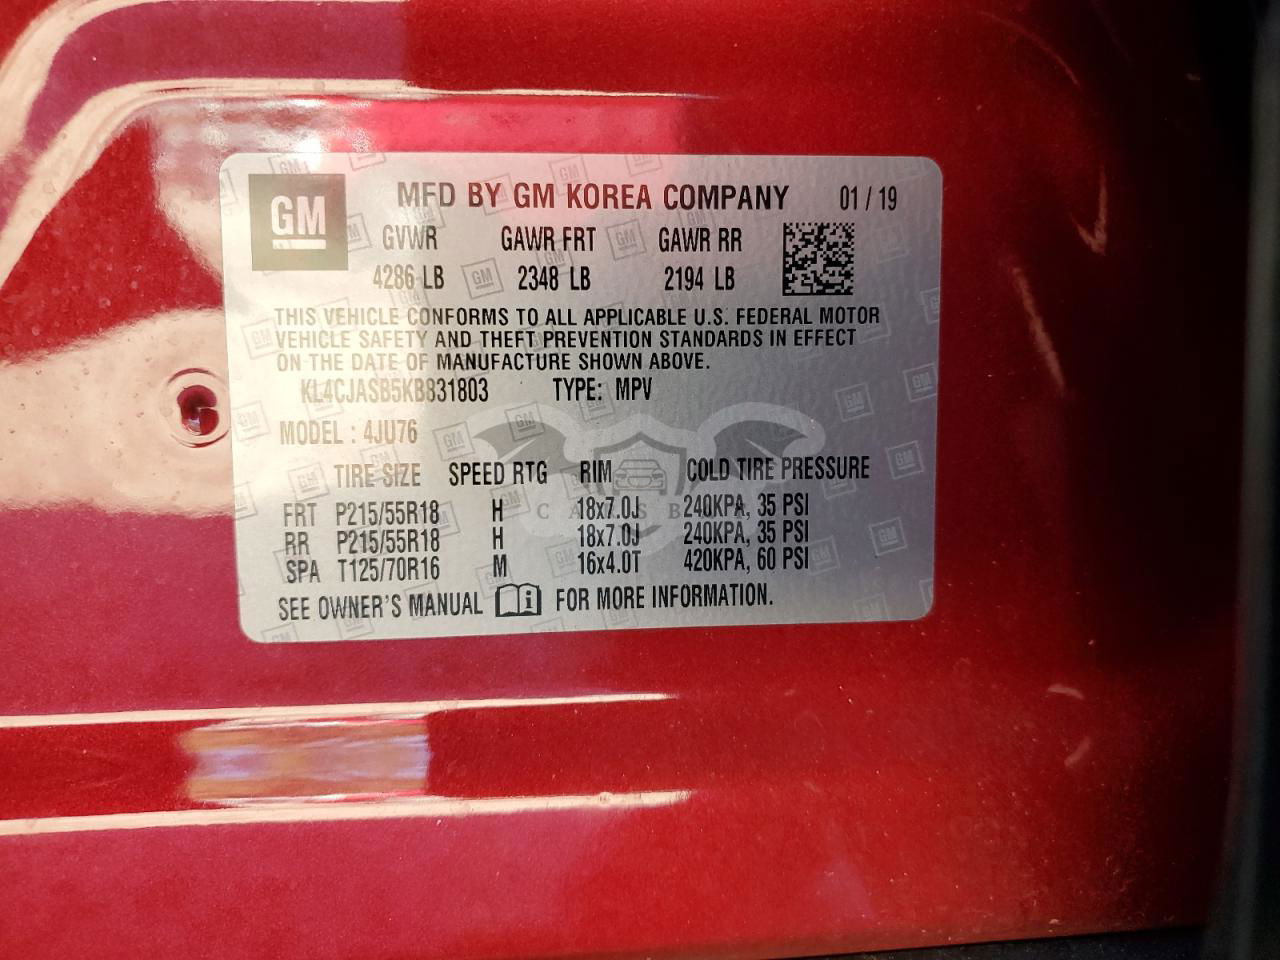 GM
MFD BY GM KOREA COMPANY 01 / 19
GVWR GAWR FRT GAWR RR
4286 LB 2348 LB 2194 LB
THIS VEHICLE CONFORMS TO ALL APPLICABLE U.S. FEDERAL MOTOR
VEHICLE SAFETY AND THEFT PREVENTION STANDARDS IN EFFECT
ON THE DATE OF MANUFACTURE SHOWN ABOVE.
KL4CJASB5KB831803 TYPE: MPV
MODEL : 4JU76
TIRE SIZE SPEED RTG RIM COLD TIRE PRESSURE
FRT P215/55R18 H 18x7.0J 240KPA, 35 PSI
RR P215/55R18 H 18x7.0J 240KPA, 35 PSI
SPA T125/70R16 M 16x4.0T 420KPA, 60 PSI
SEE OWNER'S MANUAL FOR MORE INFORMATION.